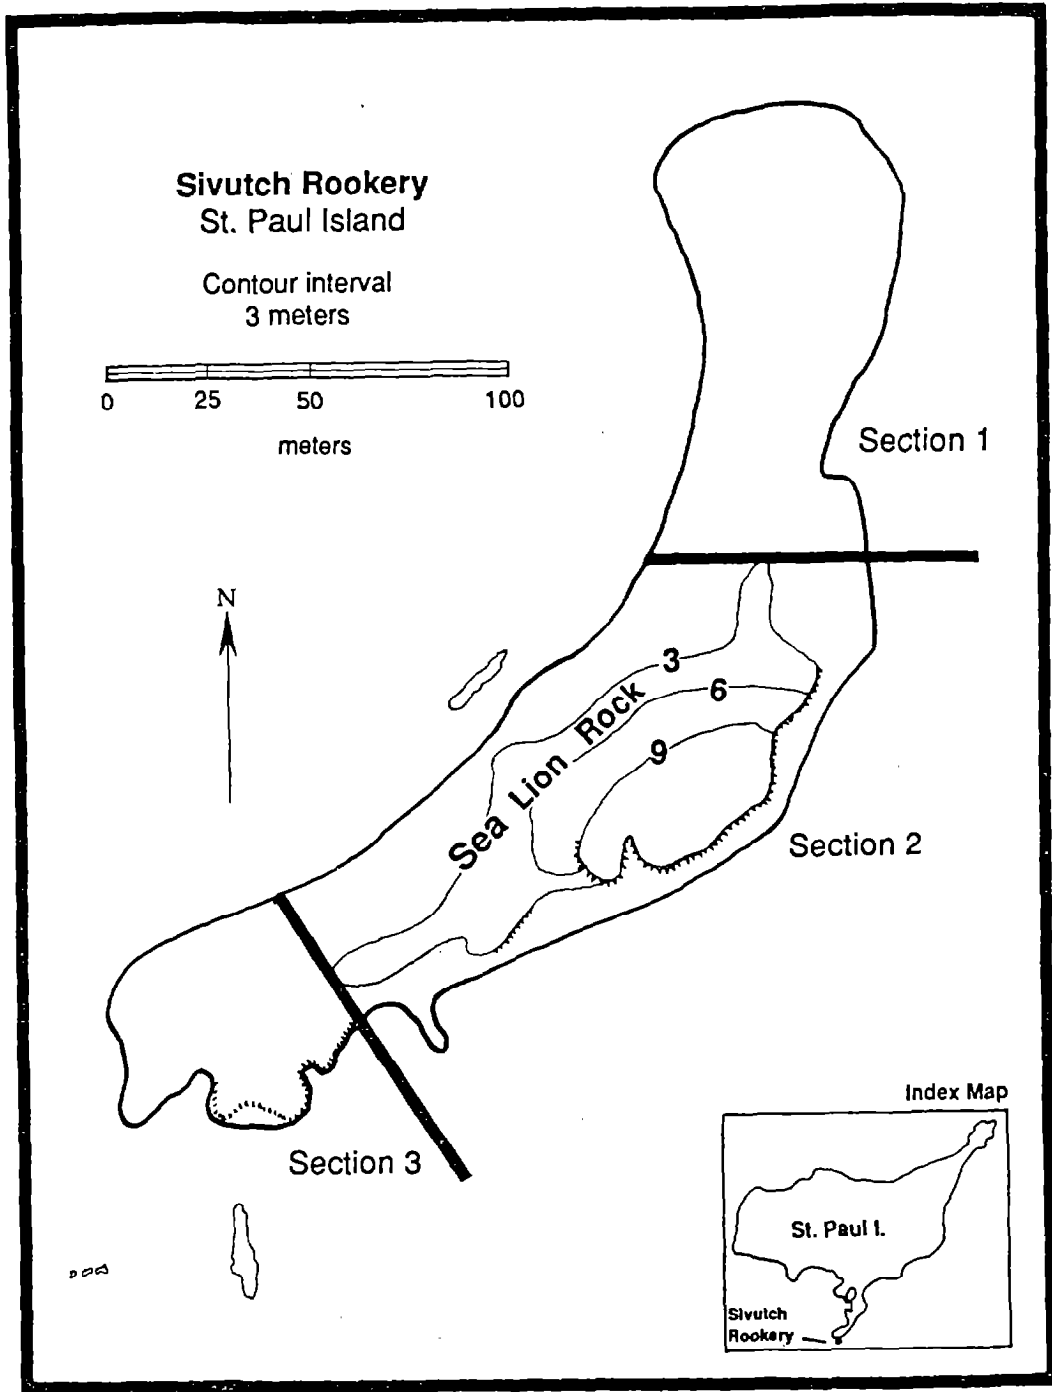 Sivutch Rookery
St. Paul Island
Contour interval
3 meters
0 25 50 100
meters
Section 1
N
3
6
9
Sea Lion Rock
Section 2
Section 3
Index Map
St. Paul I.
Sivutch
Rookery